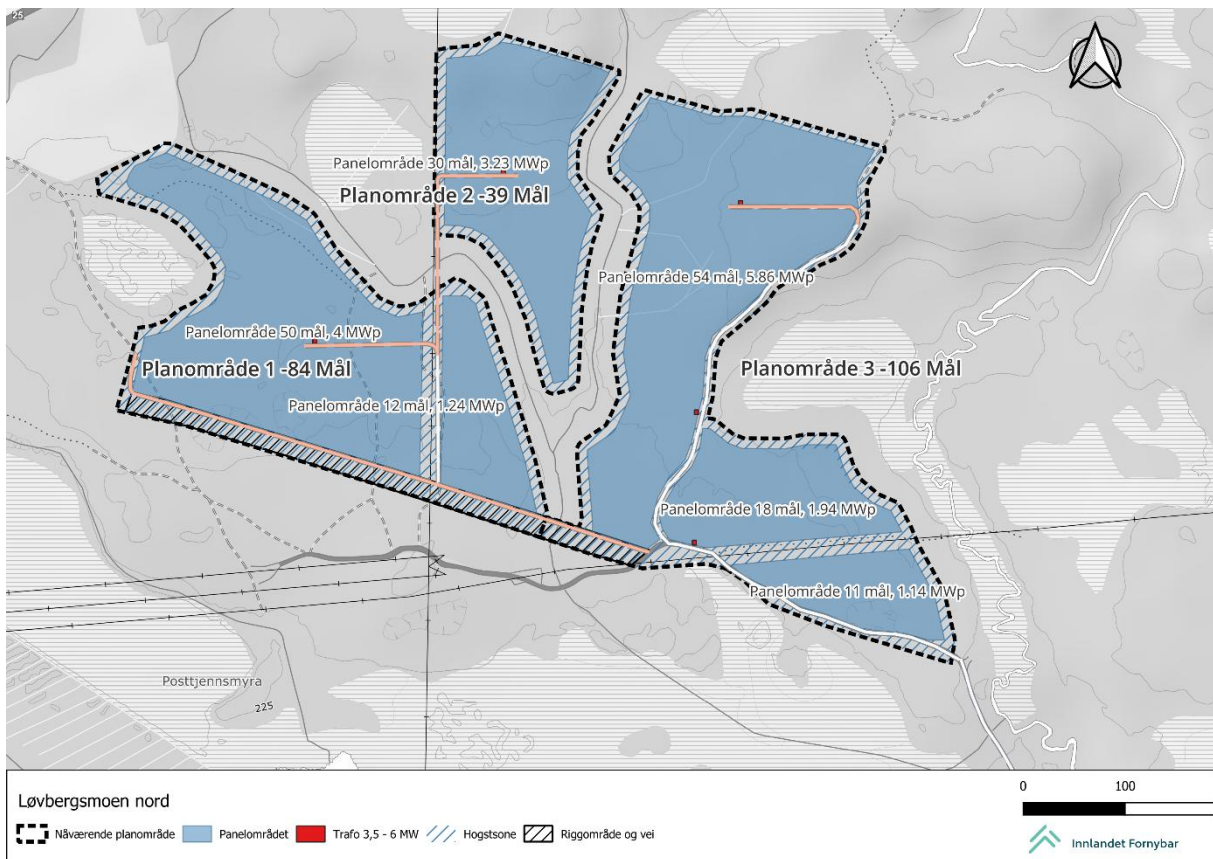 25
Panelområde 30 mål, 3.23 MWp
Planområde 2 -39 Mål
Panelområde 54 mål, 5.86 MWp
Panelområde 50 mål, 4 MWp
Planområde 1 -84 Mål
Planområde 3 -106 Mål
Panelområde 12 mål, 1.24 MWp
Panelområde 18 mål, 1.94 MWp
Panelområde 11 mål, 1.14 MWp
Posttjennsmyra
225
Løvbergsmoen nord
Nåværende planområde
Panelområdet
Trafo 3,5 - 6 MW
Hogstsone
Riggområde og vei
0 100
Innlandet Fornybar